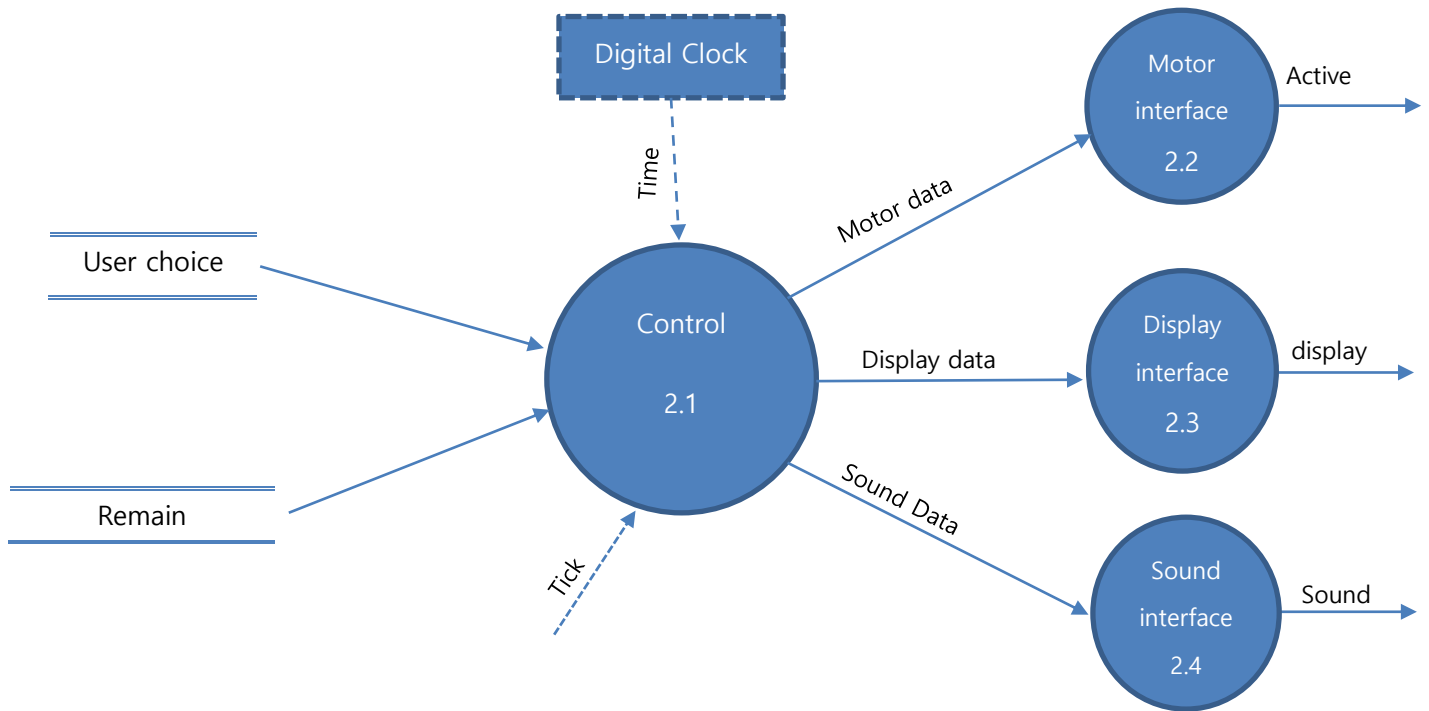 Digital Clock
Motor
interface
2.2
Active
Time
Motor data
User choice
Control
2.1
Display data
Display
interface
2.3
display
Remain
Tick
Sound Data
Sound
interface
2.4
Sound